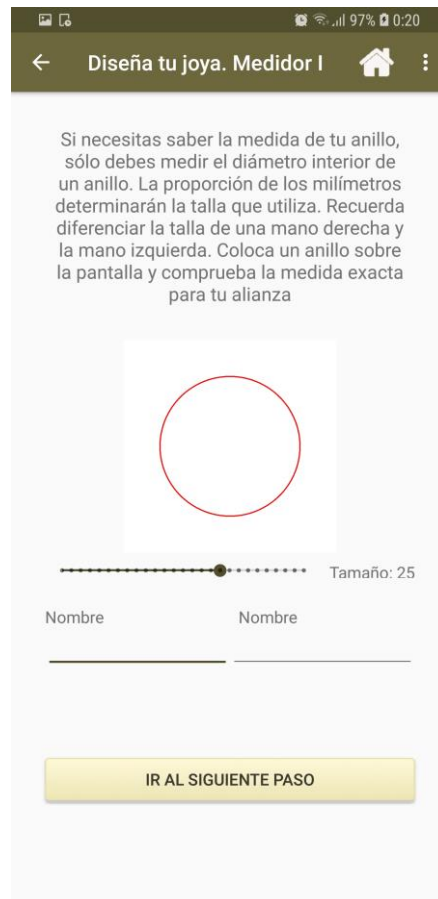 97% 0:20
Diseña tu joya. Medidor I
Si necesitas saber la medida de tu anillo,
sólo debes medir el diámetro interior de
un anillo. La proporción de los milímetros
determinarán la talla que utiliza. Recuerda
diferenciar la talla de una mano derecha y
la mano izquierda. Coloca un anillo sobre
la pantalla y comprueba la medida exacta
para tu alianza
Tamaño: 25
Nombre Nombre
IR AL SIGUIENTE PASO